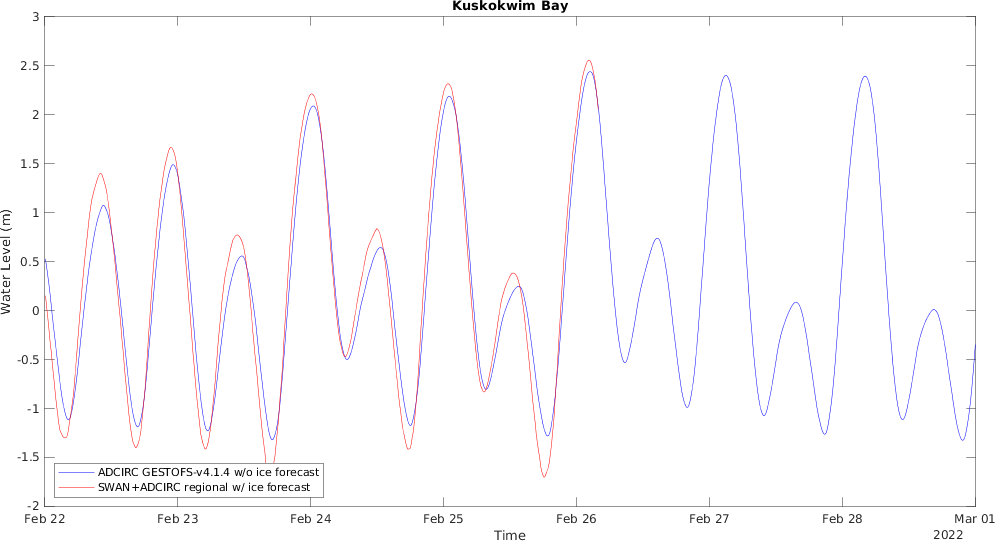 Kuskokwim Bay
3
2.5
2
1.5
1
0.5
0
-0.5
-1
-1.5
-2
Water Level (m)
ADCIRC GESTOFS-v4.1.4 w/o ice forecast
SWAN+ADCIRC regional w/ ice forecast
Feb 22 Feb 23 Feb 24 Feb 25 Feb 26 Feb 27 Feb 28 Mar 01
Time 2022